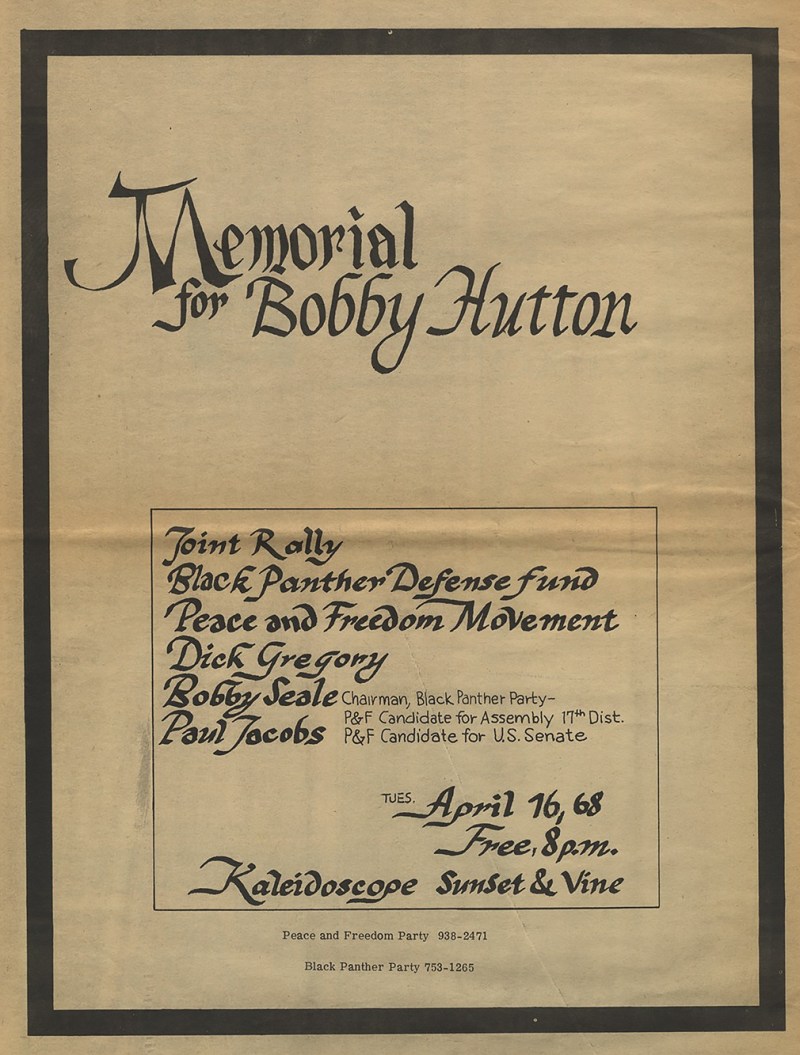 Memorial
for Bobby Hutton
Joint Rally
Black Panther Defense fund
Peace and Freedom Movement
Dick Gregory
Bobby Seale Chairman, Black Panther Party-
P&F Candidate for Assembly 17th Dist.
Paul Jacobs P&F Candidate for U.S. Senate
TUES. April 16, 68
Free, 8 p.m.
Kaleidoscope Sunset & Vine
Peace and Freedom Party 938-2471
Black Panther Party 753-1265